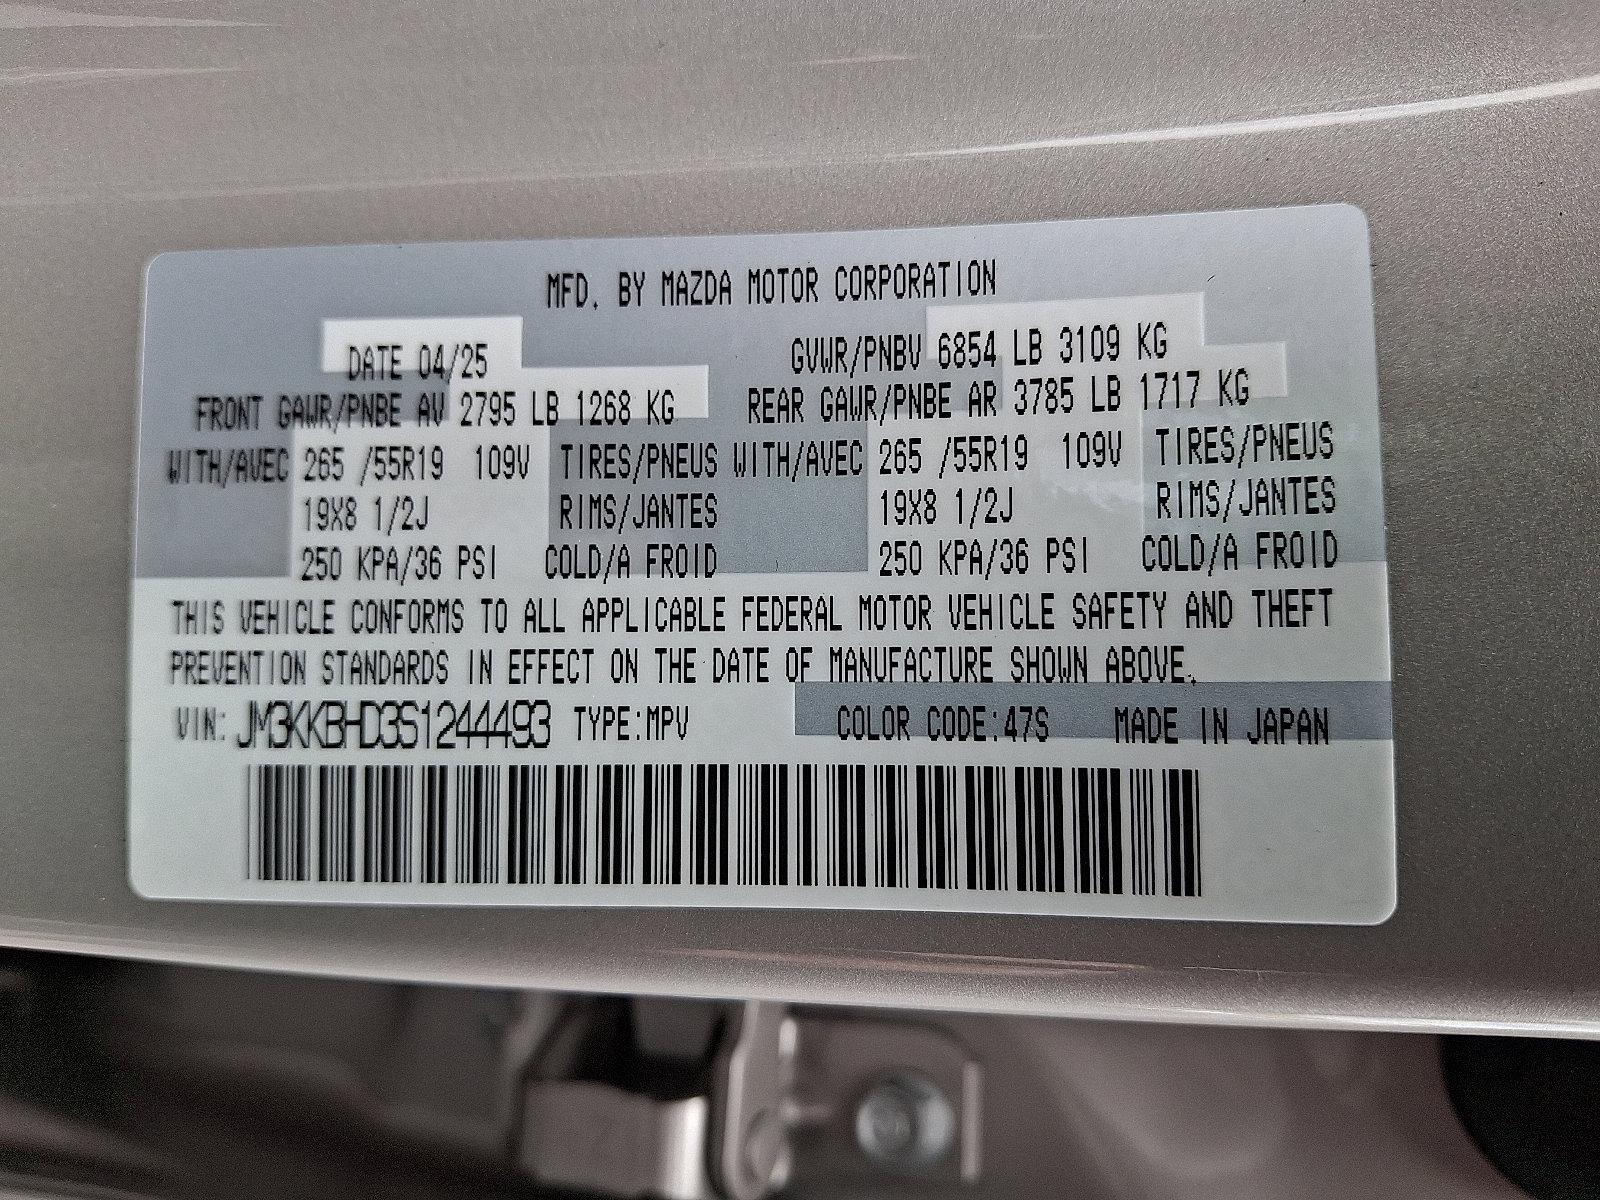 MFD. BY MAZDA MOTOR CORPORATION
DATE 04/25 GVWR/PNBV 6854 LB 3109 KG
FRONT GAWR/PNBE AV 2795 LB 1268 KG REAR GAWR/PNBE AR 3785 LB 1717 KG
WITH/AVEC 265 /55R19 109V TIRES/PNEUS WITH/AVEC 265 /55R19 109V TIRES/PNEUS
19X8 1/2J RIMS/JANTES 19X8 1/2J RIMS/JANTES
250 KPA/36 PSI COLD/A FROID 250 KPA/36 PSI COLD/A FROID
THIS VEHICLE CONFORMS TO ALL APPLICABLE FEDERAL MOTOR VEHICLE SAFETY AND THEFT
PREVENTION STANDARDS IN EFFECT ON THE DATE OF MANUFACTURE SHOWN ABOVE.
VIN: JM3KKBHD3S1244493 TYPE:MPV COLOR CODE:47S MADE IN JAPAN